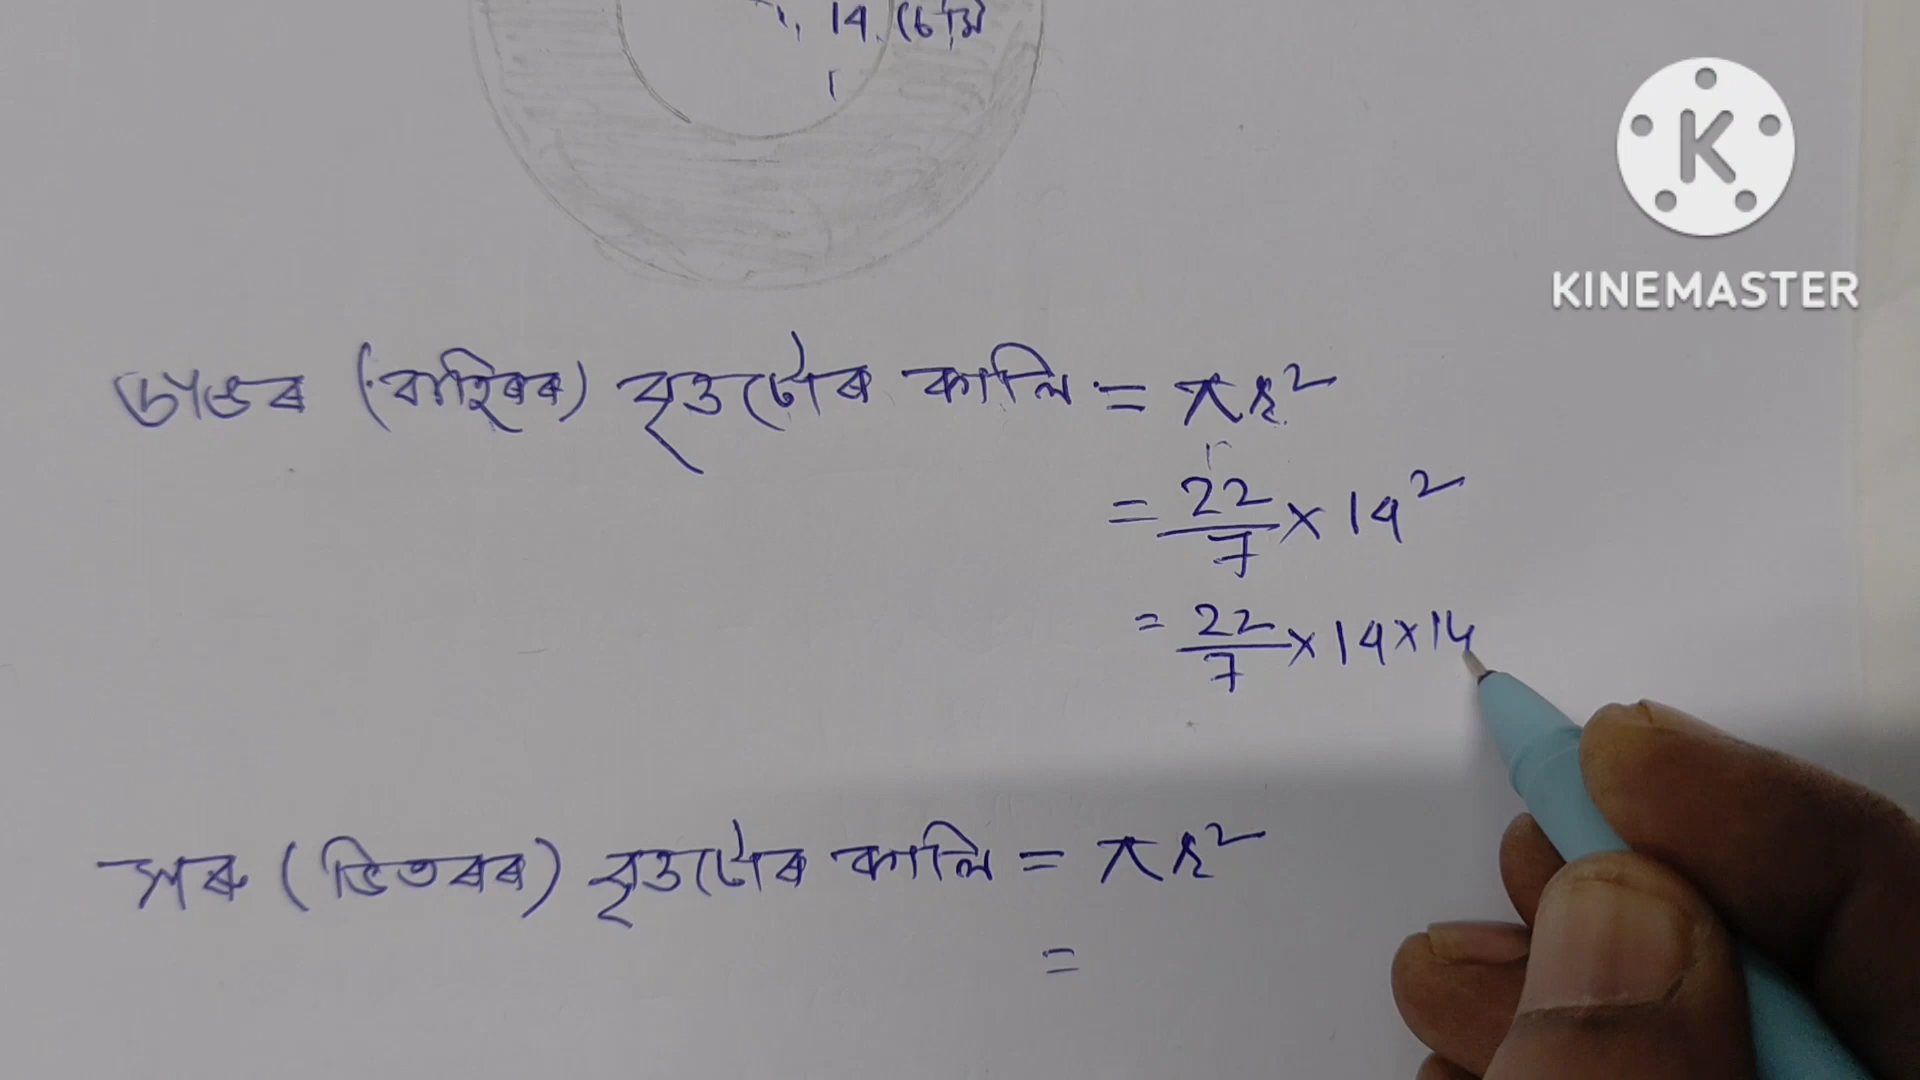 14 চেমি
KINEMASTER
ডাঙৰ (বাহিৰৰ) বৃত্তটোৰ কালি = πr²
= 22/7 × 14²
= 22/7 × 14 × 14
সৰু (ভিতৰৰ) বৃত্তটোৰ কালি = πr²
=